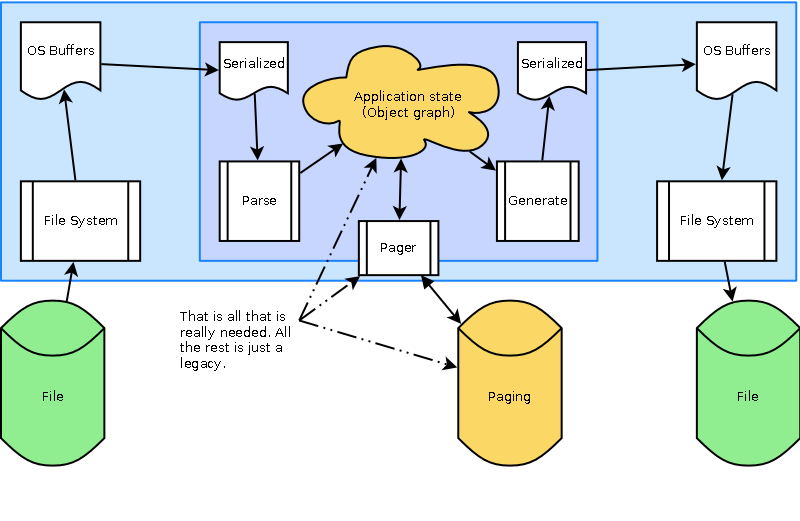 OS Buffers
Serialized
Application state
(Object graph)
Serialized
OS Buffers
File System
Parse
Generate
File System
Pager
That is all that is
really needed. All
the rest is just a
legacy.
File
Paging
File